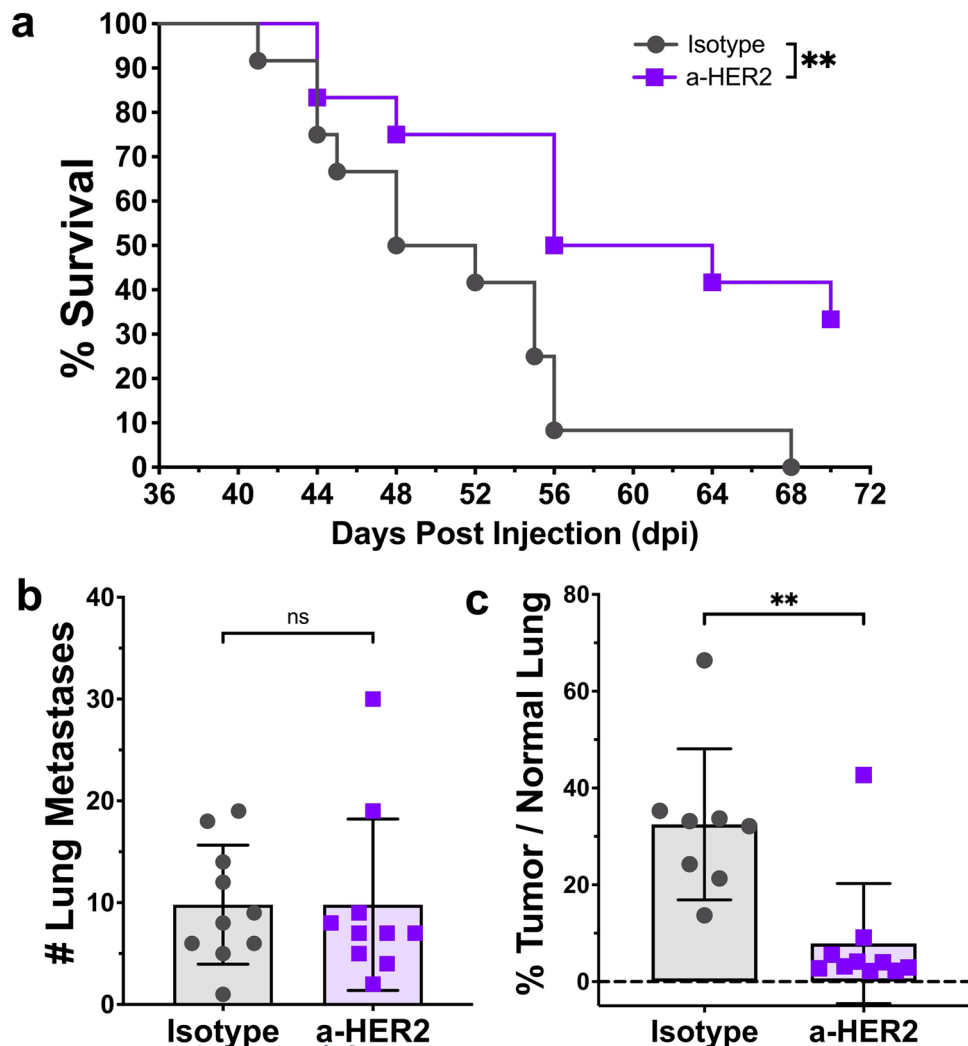 a
% Survival
100
90
80
70
60
50
40
30
20
10
0
36 40 44 48 52 56 60 64 68 72
Days Post Injection (dpi)
Isotype
a-HER2
**
b
# Lung Metastases
40
30
20
10
0
ns
Isotype a-HER2
c
% Tumor / Normal Lung
80
60
40
20
0
**
Isotype a-HER2